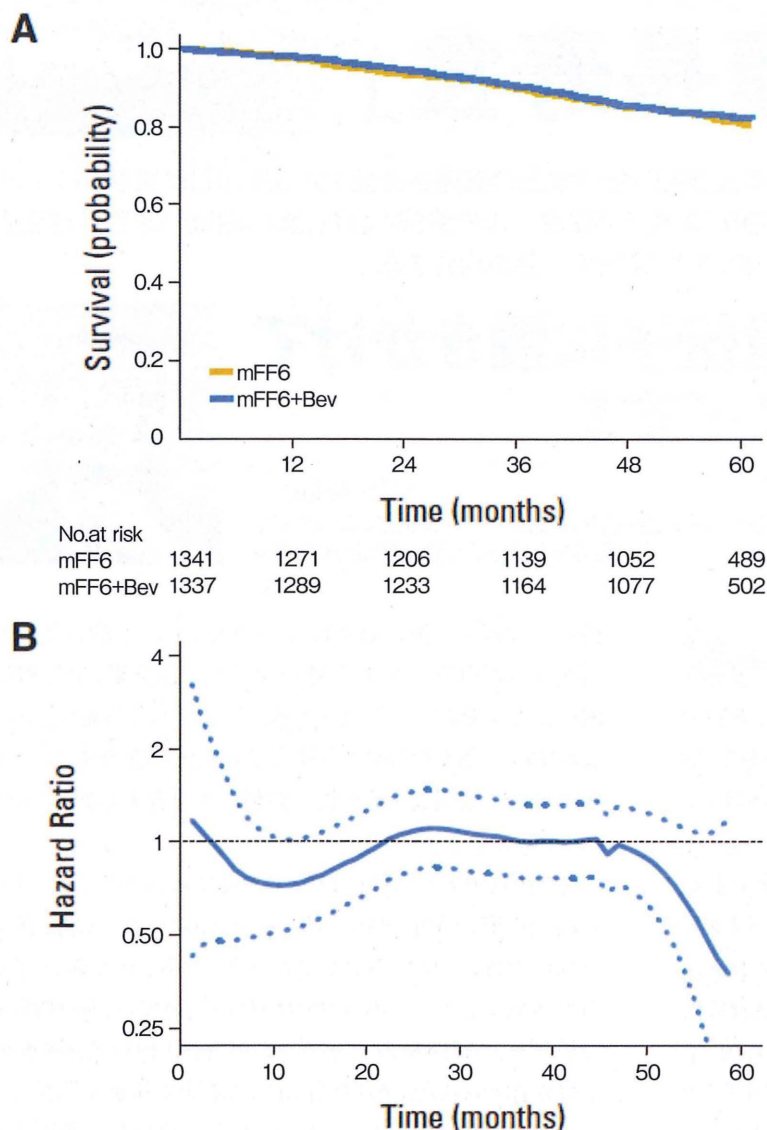 A
1.0
0.8
0.6
0.4
0.2
0
Survival (probability)
mFF6
mFF6+Bev
12 24 36 48 60
Time (months)
No.at risk
mFF6 1341 1271 1206 1139 1052 489
mFF6+Bev 1337 1289 1233 1164 1077 502
B
4
2
1
0.50
0.25
Hazard Ratio
0 10 20 30 40 50 60
Time (months)